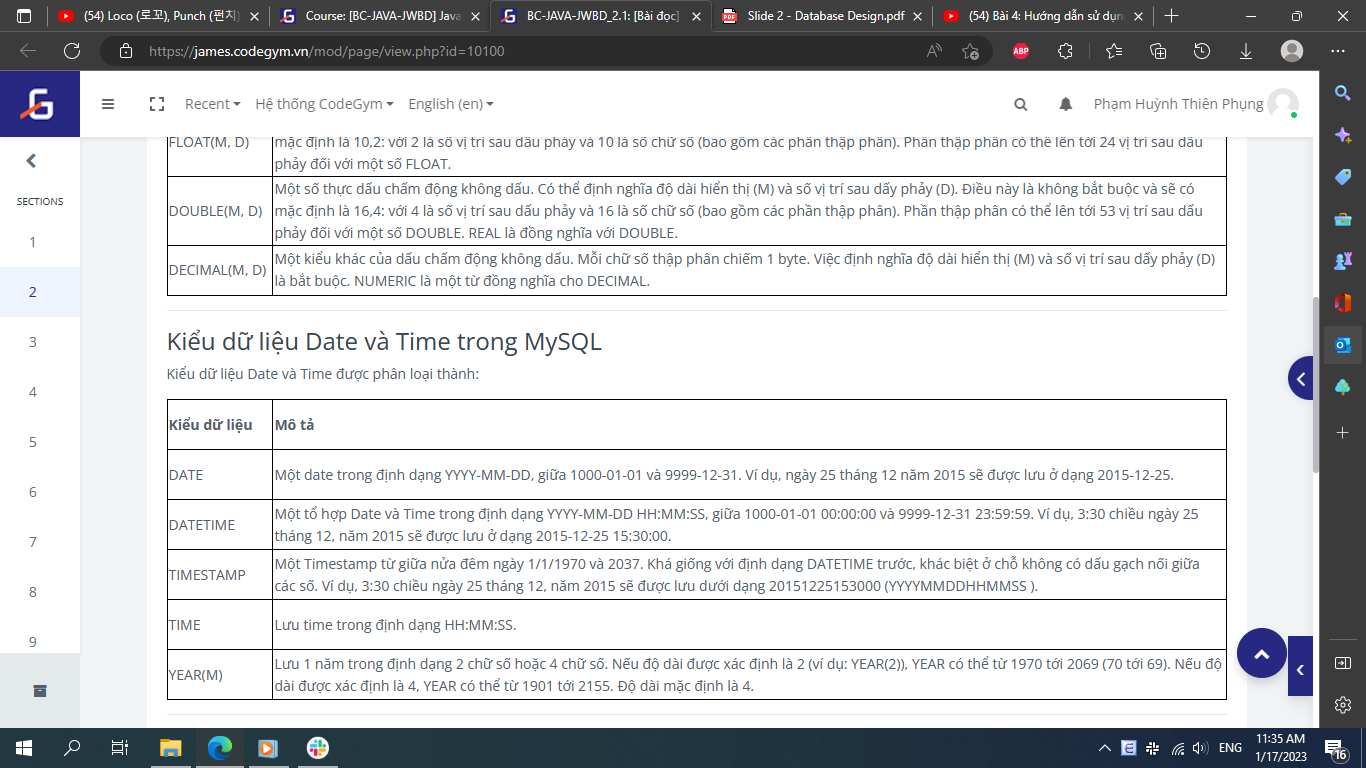 (54) Loco (로꼬), Punch (펀치)
Course: [BC-JAVA-JWBD] Java
BC-JAVA-JWBD_2.1: [Bài đọc]
Slide 2 - Database Design.pdf
(54) Bài 4: Hướng dẫn sử dụn
https://james.codegym.vn/mod/page/view.php?id=10100
ABP
Recent
Hệ thống CodeGym
English (en)
Phạm Huỳnh Thiên Phụng
SECTIONS
1
2
3
4
5
6
7
8
9
FLOAT(M, D)
mặc định là 10,2: với 2 là số vị trí sau dấu phảy và 10 là số chữ số (bao gồm các phần thập phân). Phần thập phân có thể lên tới 24 vị trí sau dấu
phảy đối với một số FLOAT.
DOUBLE(M, D)
Một số thực dấu chấm động không dấu. Có thể định nghĩa độ dài hiển thị (M) và số vị trí sau dấy phảy (D). Điều này là không bắt buộc và sẽ có
mặc định là 16,4: với 4 là số vị trí sau dấu phảy và 16 là số chữ số (bao gồm các phần thập phân). Phần thập phân có thể lên tới 53 vị trí sau dấu
phảy đối với một số DOUBLE. REAL là đồng nghĩa với DOUBLE.
DECIMAL(M, D)
Một kiểu khác của dấu chấm động không dấu. Mỗi chữ số thập phân chiếm 1 byte. Việc định nghĩa độ dài hiển thị (M) và số vị trí sau dấy phảy (D)
là bắt buộc. NUMERIC là một từ đồng nghĩa cho DECIMAL.
Kiểu dữ liệu Date và Time trong MySQL
Kiểu dữ liệu Date và Time được phân loại thành:
Kiểu dữ liệu
Mô tả
DATE
Một date trong định dạng YYYY-MM-DD, giữa 1000-01-01 và 9999-12-31. Ví dụ, ngày 25 tháng 12 năm 2015 sẽ được lưu ở dạng 2015-12-25.
DATETIME
Một tổ hợp Date và Time trong định dạng YYYY-MM-DD HH:MM:SS, giữa 1000-01-01 00:00:00 và 9999-12-31 23:59:59. Ví dụ, 3:30 chiều ngày 25
tháng 12, năm 2015 sẽ được lưu ở dạng 2015-12-25 15:30:00.
TIMESTAMP
Một Timestamp từ giữa nửa đêm ngày 1/1/1970 và 2037. Khá giống với định dạng DATETIME trước, khác biệt ở chỗ không có dấu gạch nối giữa
các số. Ví dụ, 3:30 chiều ngày 25 tháng 12, năm 2015 sẽ được lưu dưới dạng 20151225153000 (YYYYMMDDHHMMSS ).
TIME
Lưu time trong định dạng HH:MM:SS.
YEAR(M)
Lưu 1 năm trong định dạng 2 chữ số hoặc 4 chữ số. Nếu độ dài được xác định là 2 (ví dụ: YEAR(2)), YEAR có thể từ 1970 tới 2069 (70 tới 69). Nếu độ
dài được xác định là 4, YEAR có thể từ 1901 tới 2155. Độ dài mặc định là 4.
ENG
11:35 AM
1/17/2023
16